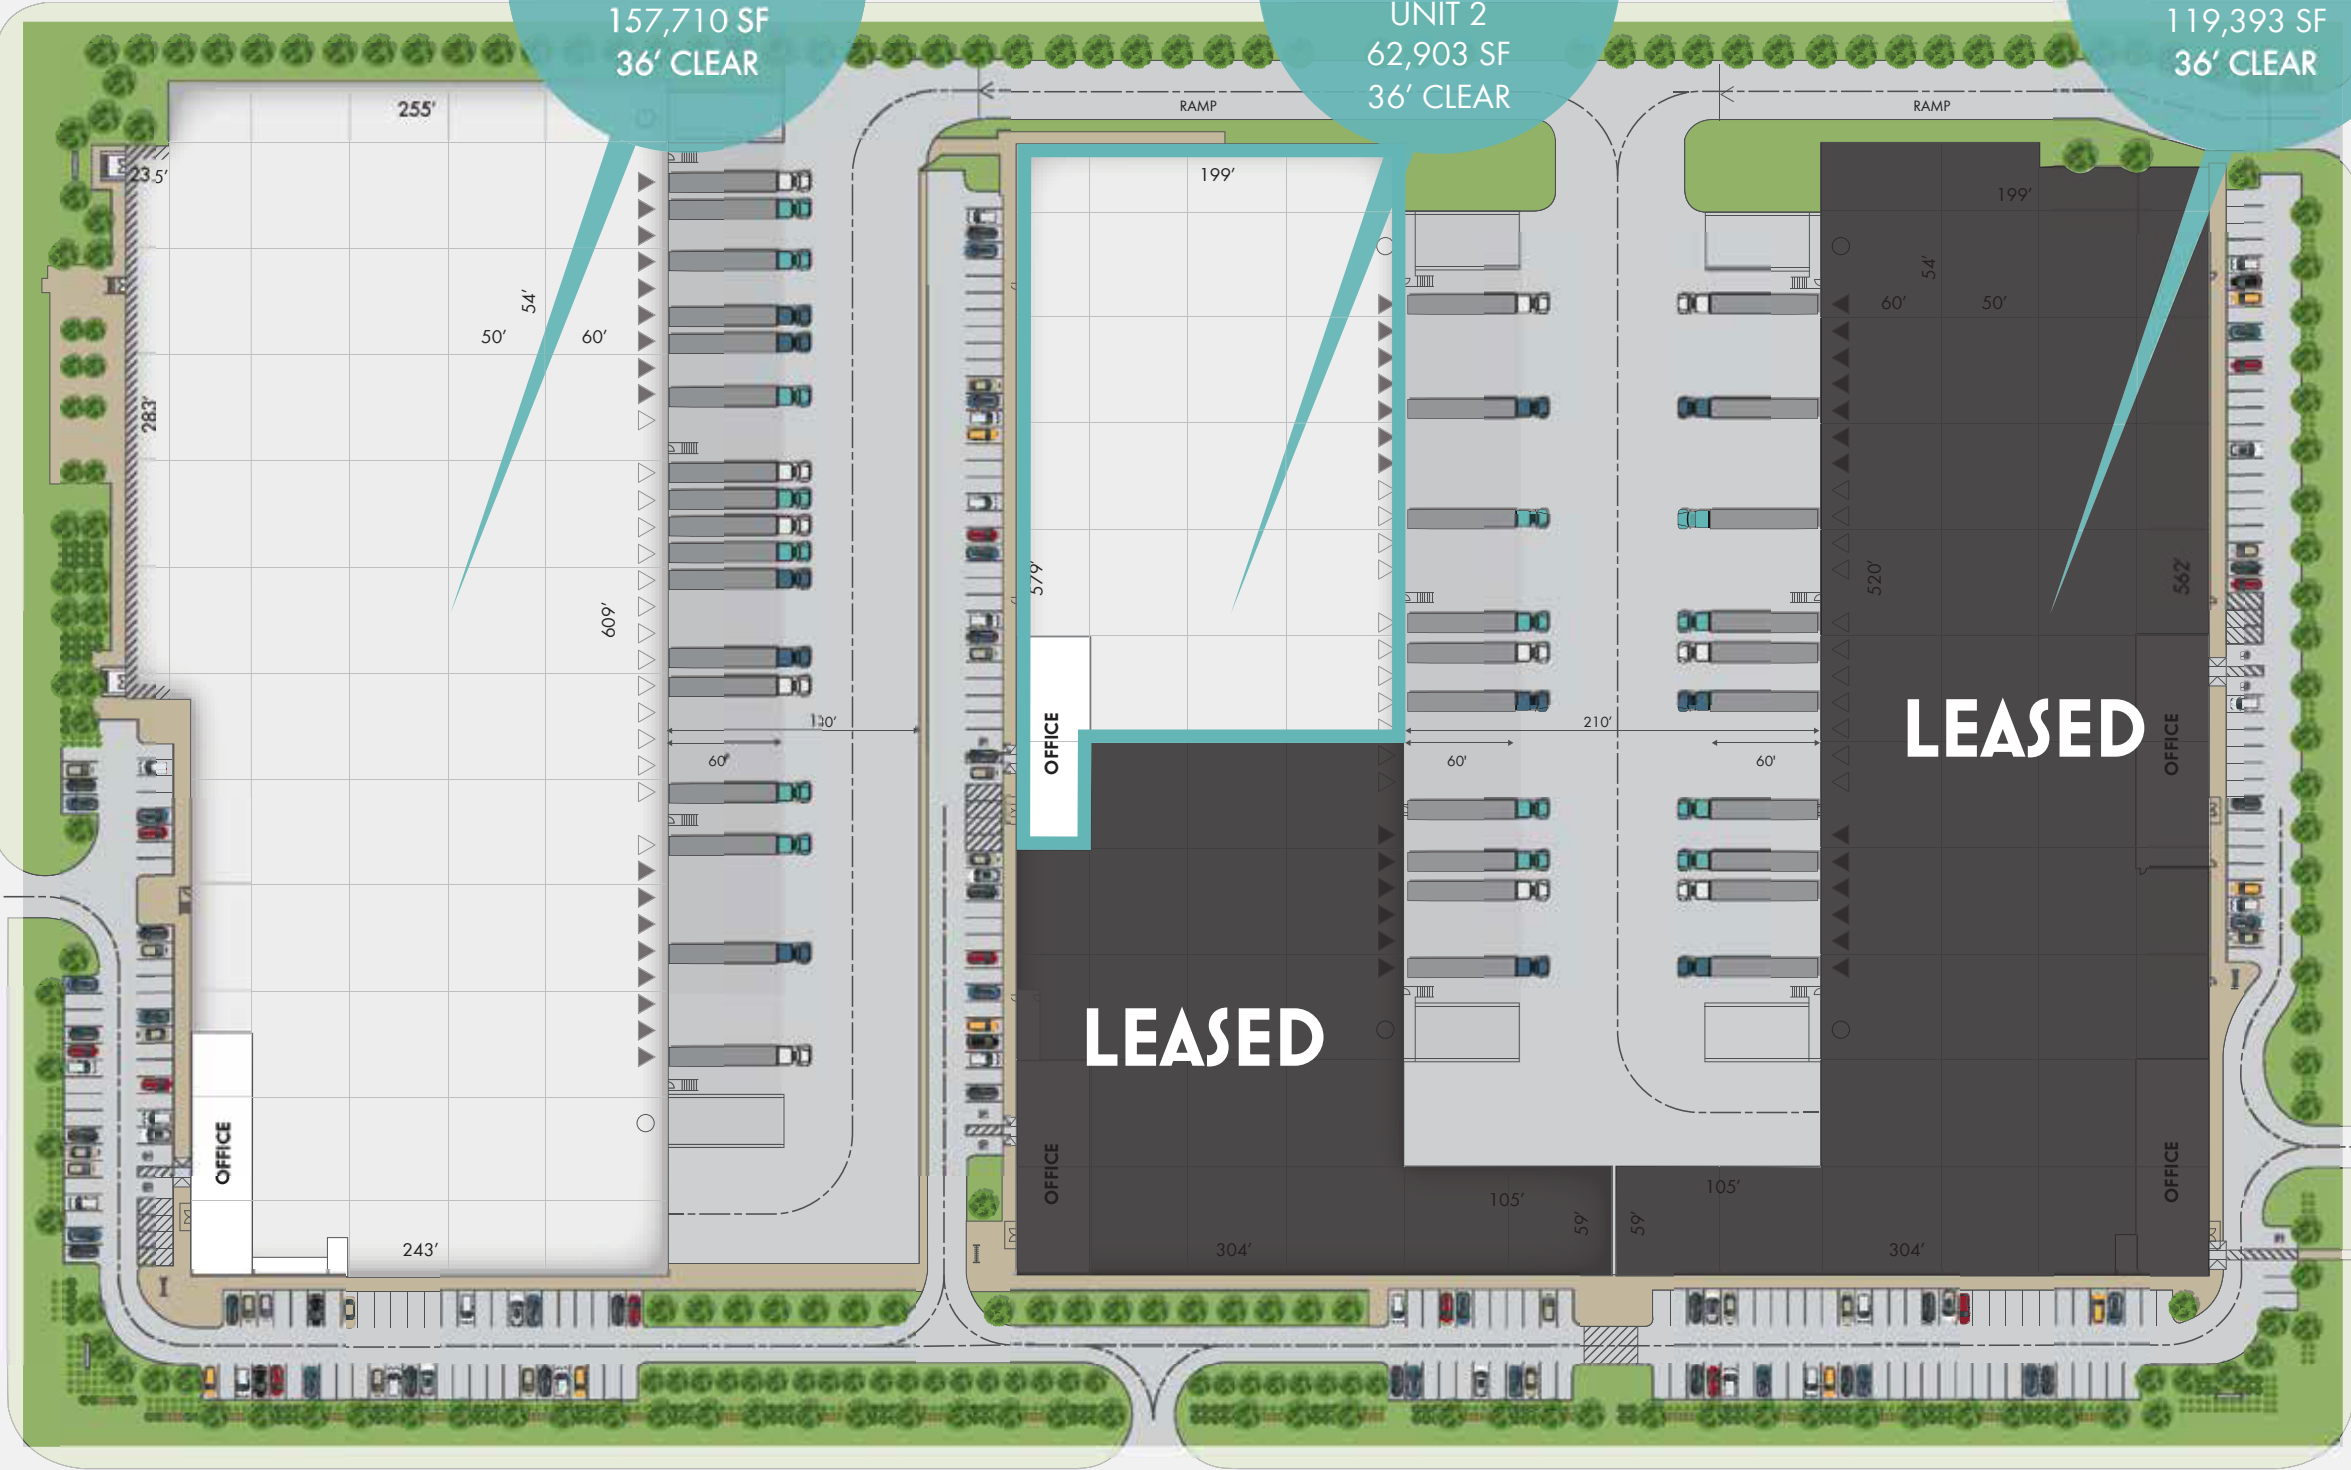 157,710 SF
36' CLEAR
UNIT 2
62,903 SF
36' CLEAR
119,393 SF
36' CLEAR
RAMP
RAMP
255'
23.5'
283'
54'
50'
60'
609'
60'
OFFICE
243'
199'
579'
OFFICE
LEASED
OFFICE
304'
105'
59'
210'
60'
60'
199'
54'
60'
50'
520'
562'
LEASED
OFFICE
OFFICE
105'
59'
304'